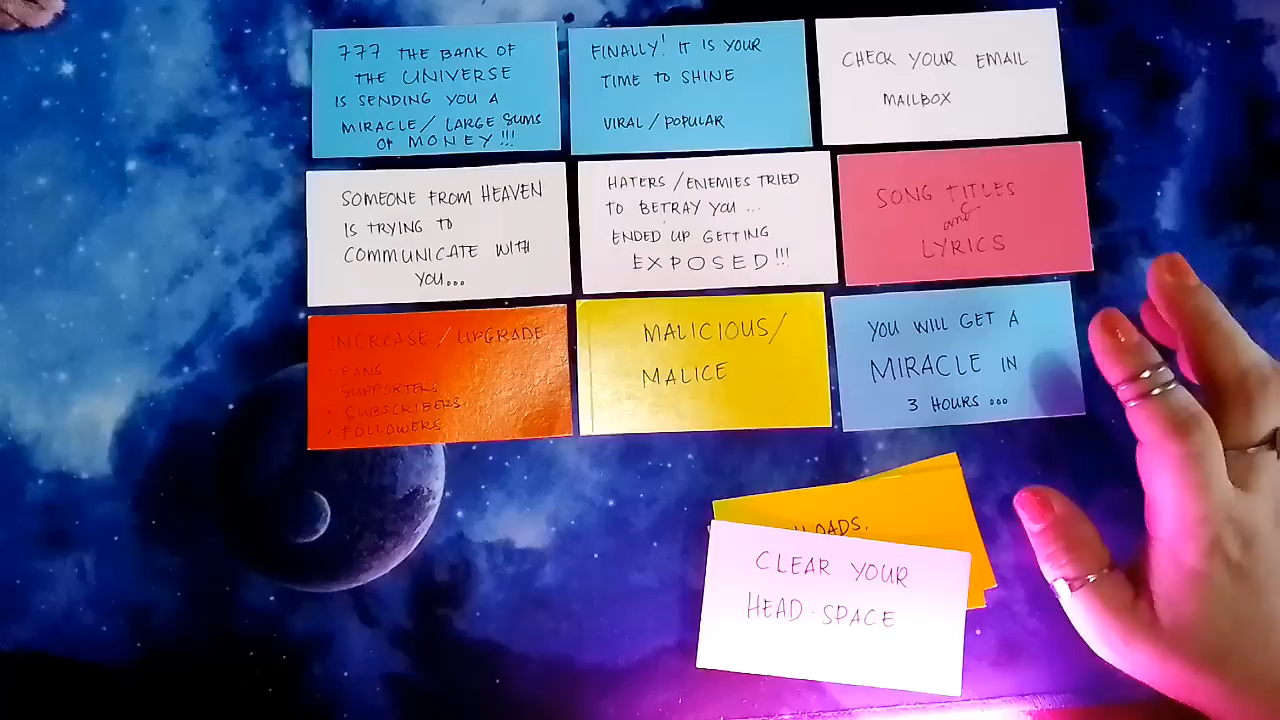 777 THE BANK OF
THE UNIVERSE
IS SENDING YOU A
MIRACLE / LARGE SUMS
OF MONEY!!!
FINALLY! IT IS YOUR
TIME TO SHINE
VIRAL / POPULAR
CHECK YOUR EMAIL
MAILBOX
SOMEONE FROM HEAVEN
IS TRYING TO
COMMUNICATE WITH
YOU...
HATERS / ENEMIES TRIED
TO BETRAY YOU ...
ENDED UP GETTING
EXPOSED!!!
SONG TITLES
and
LYRICS
INCREASE / UPGRADE
· FANS
· SUPPORTERS
· SUBSCRIBERS
· FOLLOWERS
MALICIOUS /
MALICE
YOU WILL GET A
MIRACLE IN
3 HOURS ...
CLEAR YOUR
HEAD-SPACE